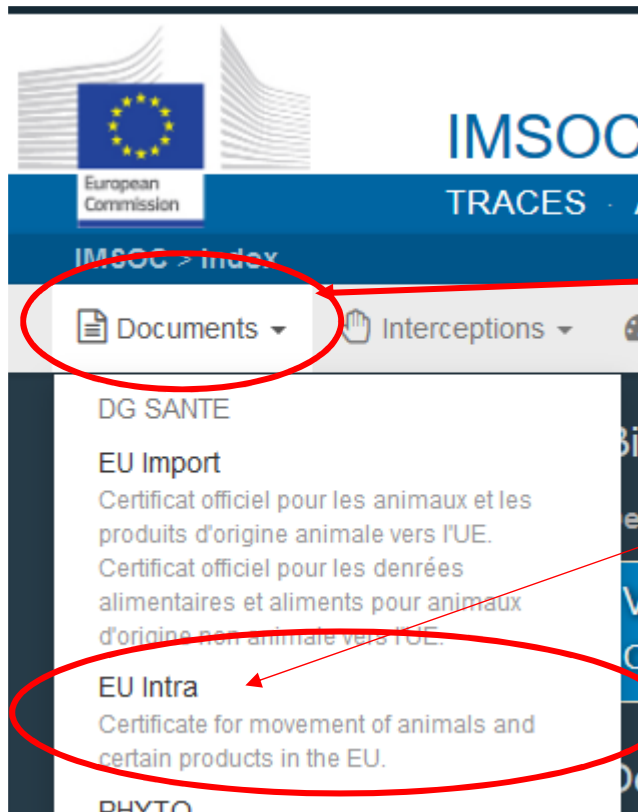 IMSOC
European
Commission
TRACES ·
IMSOC > Index
Documents
Interceptions
DG SANTE
EU Import
Certificat officiel pour les animaux et les
produits d'origine animale vers l'UE.
Certificat officiel pour les denrées
alimentaires et aliments pour animaux
d'origine non animale vers l'UE.
EU Intra
Certificate for movement of animals and
certain products in the EU.
PHYTO